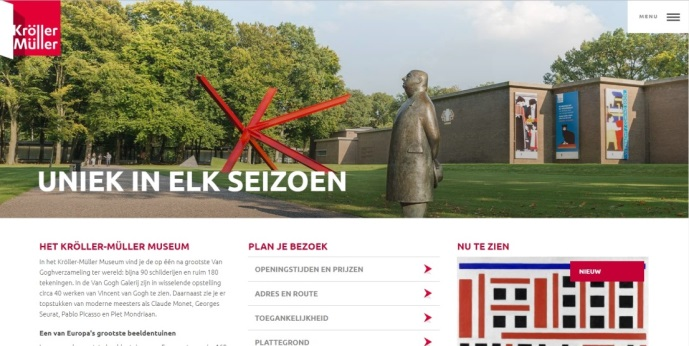 Kröller
Müller
MENU
UNIEK IN ELK SEIZOEN
HET KRÖLLER-MÜLLER MUSEUM
In het Kröller-Müller Museum vind je de op één na grootste Van
Goghverzameling ter wereld: bijna 90 schilderijen en ruim 180
tekeningen. In de Van Gogh Galerij zijn in wisselende opstelling
circa 40 werken van Vincent van Gogh te zien. Daarnaast zie je er
topstukken van moderne meesters als Claude Monet, Georges
Seurat, Pablo Picasso en Piet Mondriaan.
Een van Europa's grootste beeldentuinen
PLAN JE BEZOEK
OPENINGSTIJDEN EN PRIJZEN
ADRES EN ROUTE
TOEGANKELIJKHEID
PLATTEGROND
NU TE ZIEN
NIEUW